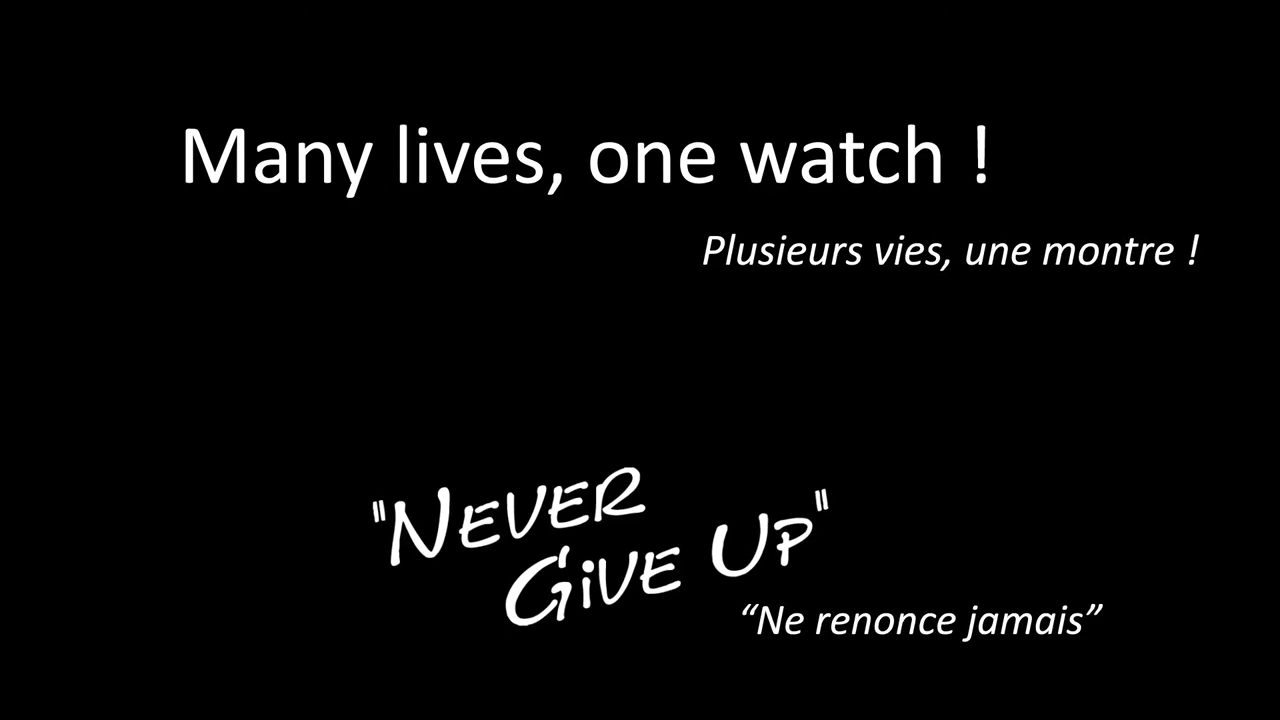 Many lives, one watch !
Plusieurs vies, une montre !
"NEVER
GiVE UP"
“Ne renonce jamais”